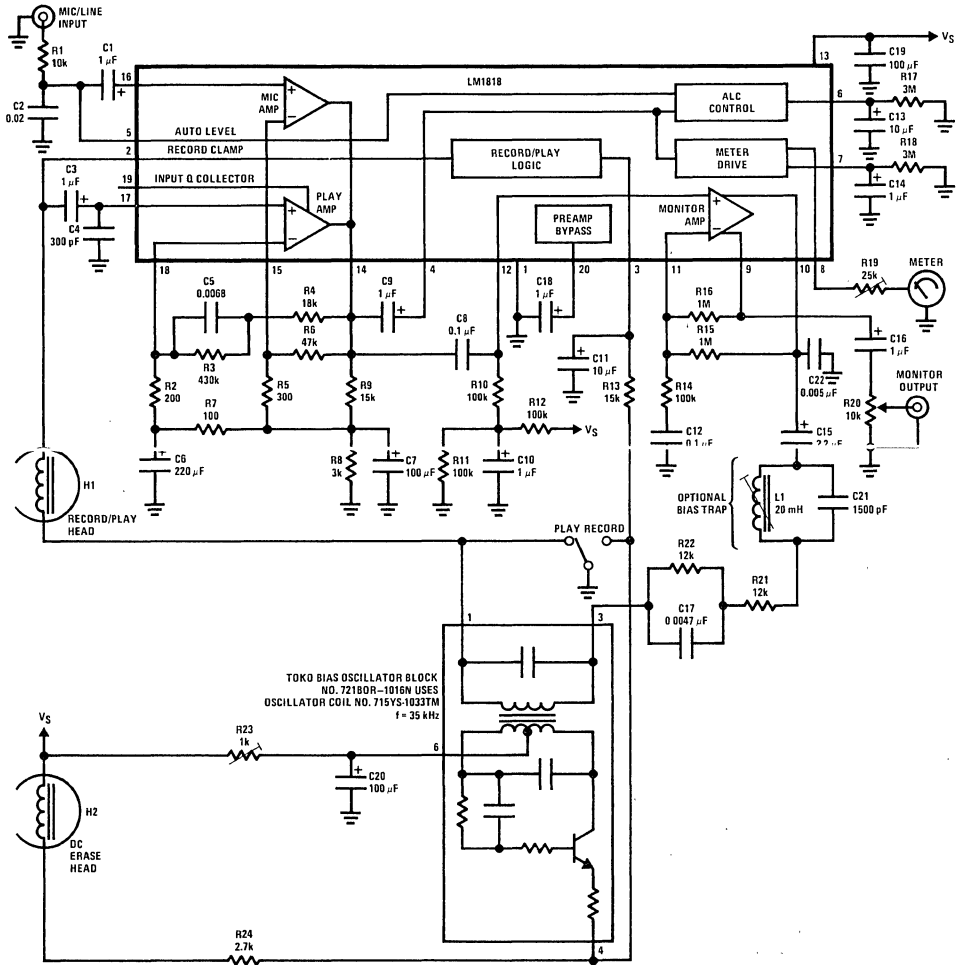 MIC/LINE
INPUT
R1
10k
C1
1 µF
+
16
C2
0.02
5
AUTO LEVEL
2
RECORD CLAMP
C3
1 µF
+
19
INPUT Q COLLECTOR
17
C4
300 pF
LM1818
MIC
AMP
+
−
PLAY
AMP
+
−
RECORD/PLAY
LOGIC
ALC
CONTROL
METER
DRIVE
MONITOR
AMP
+
−
PREAMP
BYPASS
13
VS
C19
100 µF
+
R17
3M
6
C13
10 µF
+
R18
3M
7
C14
1 µF
+
18
15
14
4
12
1
20
3
11
9
10
8
R19
25k
METER
C5
0.0068
R4
18k
R6
47k
C9
1 µF
+
C18
1 µF
+
C8
0.1 µF
R3
430k
R2
200
R7
100
R5
300
R9
15k
R10
100k
R12
100k
VS
C11
10 µF
+
R13
15k
R16
1M
R15
1M
R14
100k
C22
0.005 µF
C16
1 µF
+
MONITOR
OUTPUT
R20
10k
C12
0.1 µF
C15
2.2 µF
+
C6
220 µF
+
R8
3k
C7
100 µF
+
R11
100k
C10
1 µF
+
H1
RECORD/PLAY
HEAD
OPTIONAL
BIAS TRAP
L1
20 mH
C21
1500 pF
PLAY RECORD
R22
12k
C17
0.0047 µF
R21
12k
1
3
TOKO BIAS OSCILLATOR BLOCK
NO. 721BOR–1016N USES
OSCILLATOR COIL NO. 715YS-1033TM
f = 35 kHz
VS
R23
1k
6
C20
100 µF
+
H2
DC
ERASE
HEAD
R24
2.7k
4